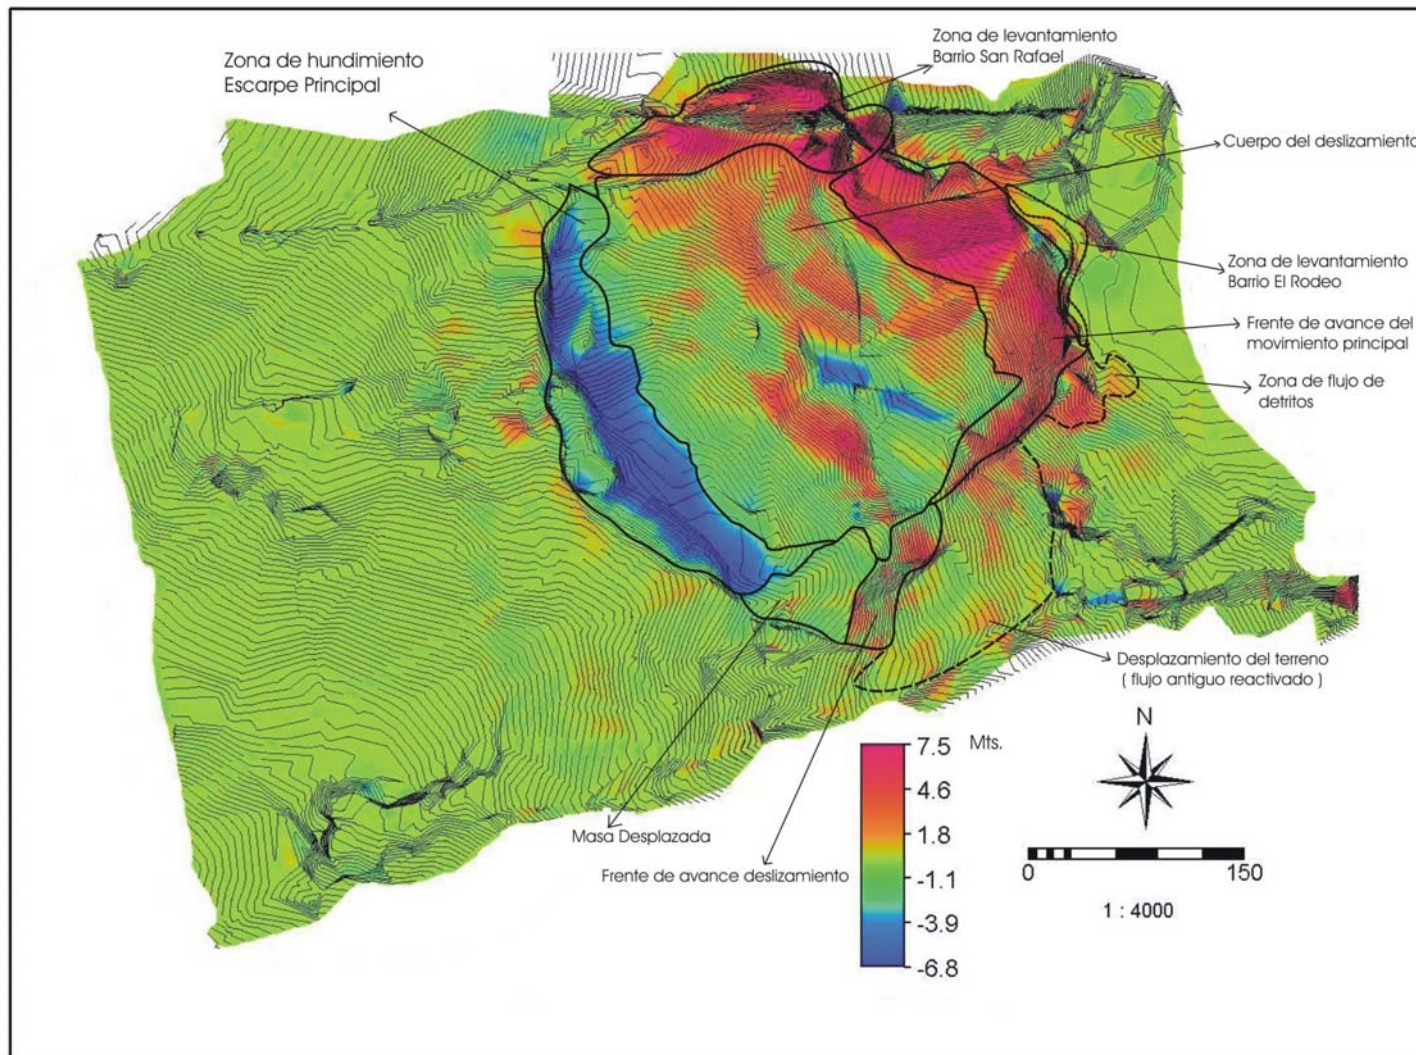 Zona de hundimiento
Escarpe Principal
Zona de levantamiento
Barrio San Rafael
Cuerpo del deslizamiento
Zona de levantamiento
Barrio El Rodeo
Frente de avance del
movimiento principal
Zona de flujo de
detritos
Desplazamiento del terreno
( flujo antiguo reactivado )
N
7.5 Mts.
4.6
1.8
-1.1
-3.9
-6.8
0 150
1 : 4000
Masa Desplazada
Frente de avance deslizamiento